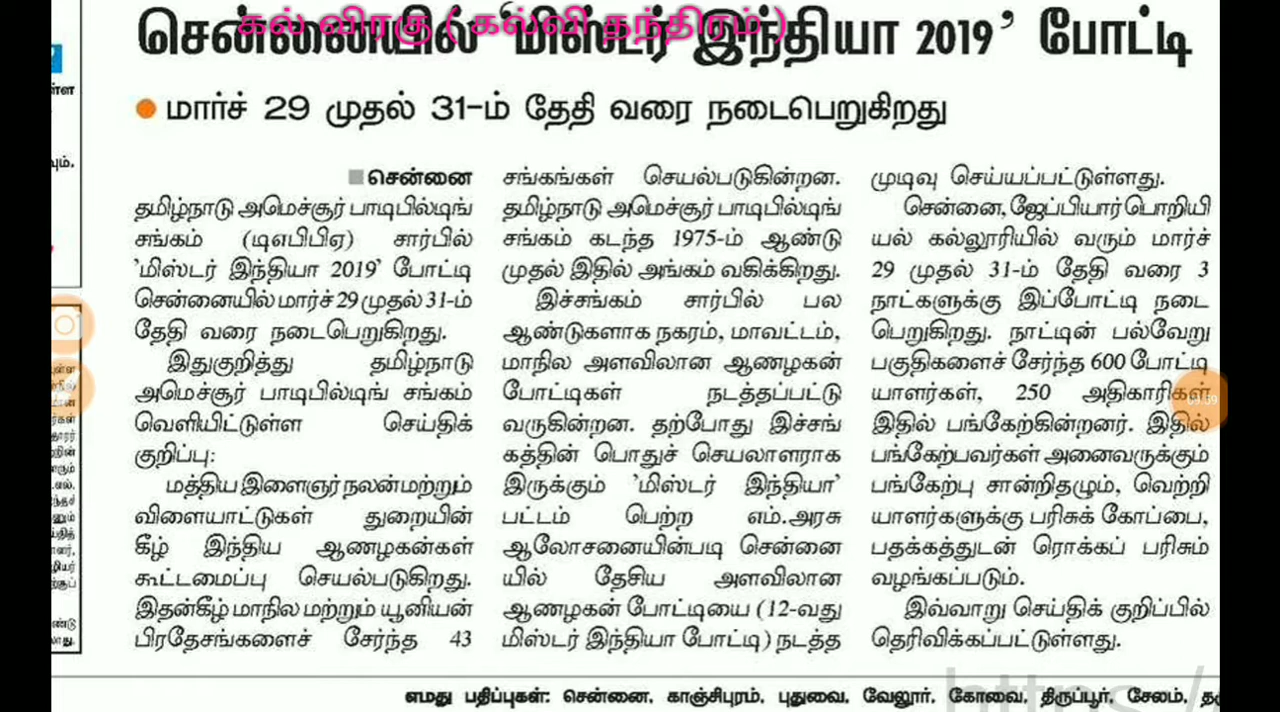 கல் விரகு ( கல்வி தந்திரம் )
சென்னையில் 'மிஸ்டர் இந்தியா 2019' போட்டி
மார்ச் 29 முதல் 31-ம் தேதி வரை நடைபெறுகிறது
சென்னை
தமிழ்நாடு அமெச்சூர் பாடிபில்டிங்
சங்கம் (டிஎபிபிஏ) சார்பில்
'மிஸ்டர் இந்தியா 2019' போட்டி
சென்னையில் மார்ச் 29 முதல் 31-ம்
தேதி வரை நடைபெறுகிறது.
இதுகுறித்து தமிழ்நாடு
அமெச்சூர் பாடிபில்டிங் சங்கம்
வெளியிட்டுள்ள செய்திக்
குறிப்பு:
மத்திய இளைஞர் நலன் மற்றும்
விளையாட்டுகள் துறையின்
கீழ் இந்திய ஆணழகன்கள்
கூட்டமைப்பு செயல்படுகிறது.
இதன்கீழ் மாநில மற்றும் யூனியன்
பிரதேசங்களைச் சேர்ந்த 43
சங்கங்கள் செயல்படுகின்றன.
தமிழ்நாடு அமெச்சூர் பாடிபில்டிங்
சங்கம் கடந்த 1975-ம் ஆண்டு
முதல் இதில் அங்கம் வகிக்கிறது.
இச்சங்கம் சார்பில் பல
ஆண்டுகளாக நகரம், மாவட்டம்,
மாநில அளவிலான ஆணழகன்
போட்டிகள் நடத்தப்பட்டு
வருகின்றன. தற்போது இச்சங்
கத்தின் பொதுச் செயலாளராக
இருக்கும் 'மிஸ்டர் இந்தியா'
பட்டம் பெற்ற எம்.அரசு
ஆலோசனையின்படி சென்னை
யில் தேசிய அளவிலான
ஆணழகன் போட்டியை (12-வது
மிஸ்டர் இந்தியா போட்டி) நடத்த
முடிவு செய்யப்பட்டுள்ளது.
சென்னை, ஜேப்பியார் பொறியி
யல் கல்லூரியில் வரும் மார்ச்
29 முதல் 31-ம் தேதி வரை 3
நாட்களுக்கு இப்போட்டி நடை
பெறுகிறது. நாட்டின் பல்வேறு
பகுதிகளைச் சேர்ந்த 600 போட்டி
யாளர்கள், 250 அதிகாரிகள்
இதில் பங்கேற்கின்றனர். இதில்
பங்கேற்பவர்கள் அனைவருக்கும்
பங்கேற்பு சான்றிதழும், வெற்றி
யாளர்களுக்கு பரிசுக் கோப்பை,
பதக்கத்துடன் ரொக்கப் பரிசும்
வழங்கப்படும்.
இவ்வாறு செய்திக் குறிப்பில்
தெரிவிக்கப்பட்டுள்ளது.
எமது பதிப்புகள்: சென்னை, காஞ்சிபுரம், புதுவை, வேலூர், கோவை, திருப்பூர், சேலம்,